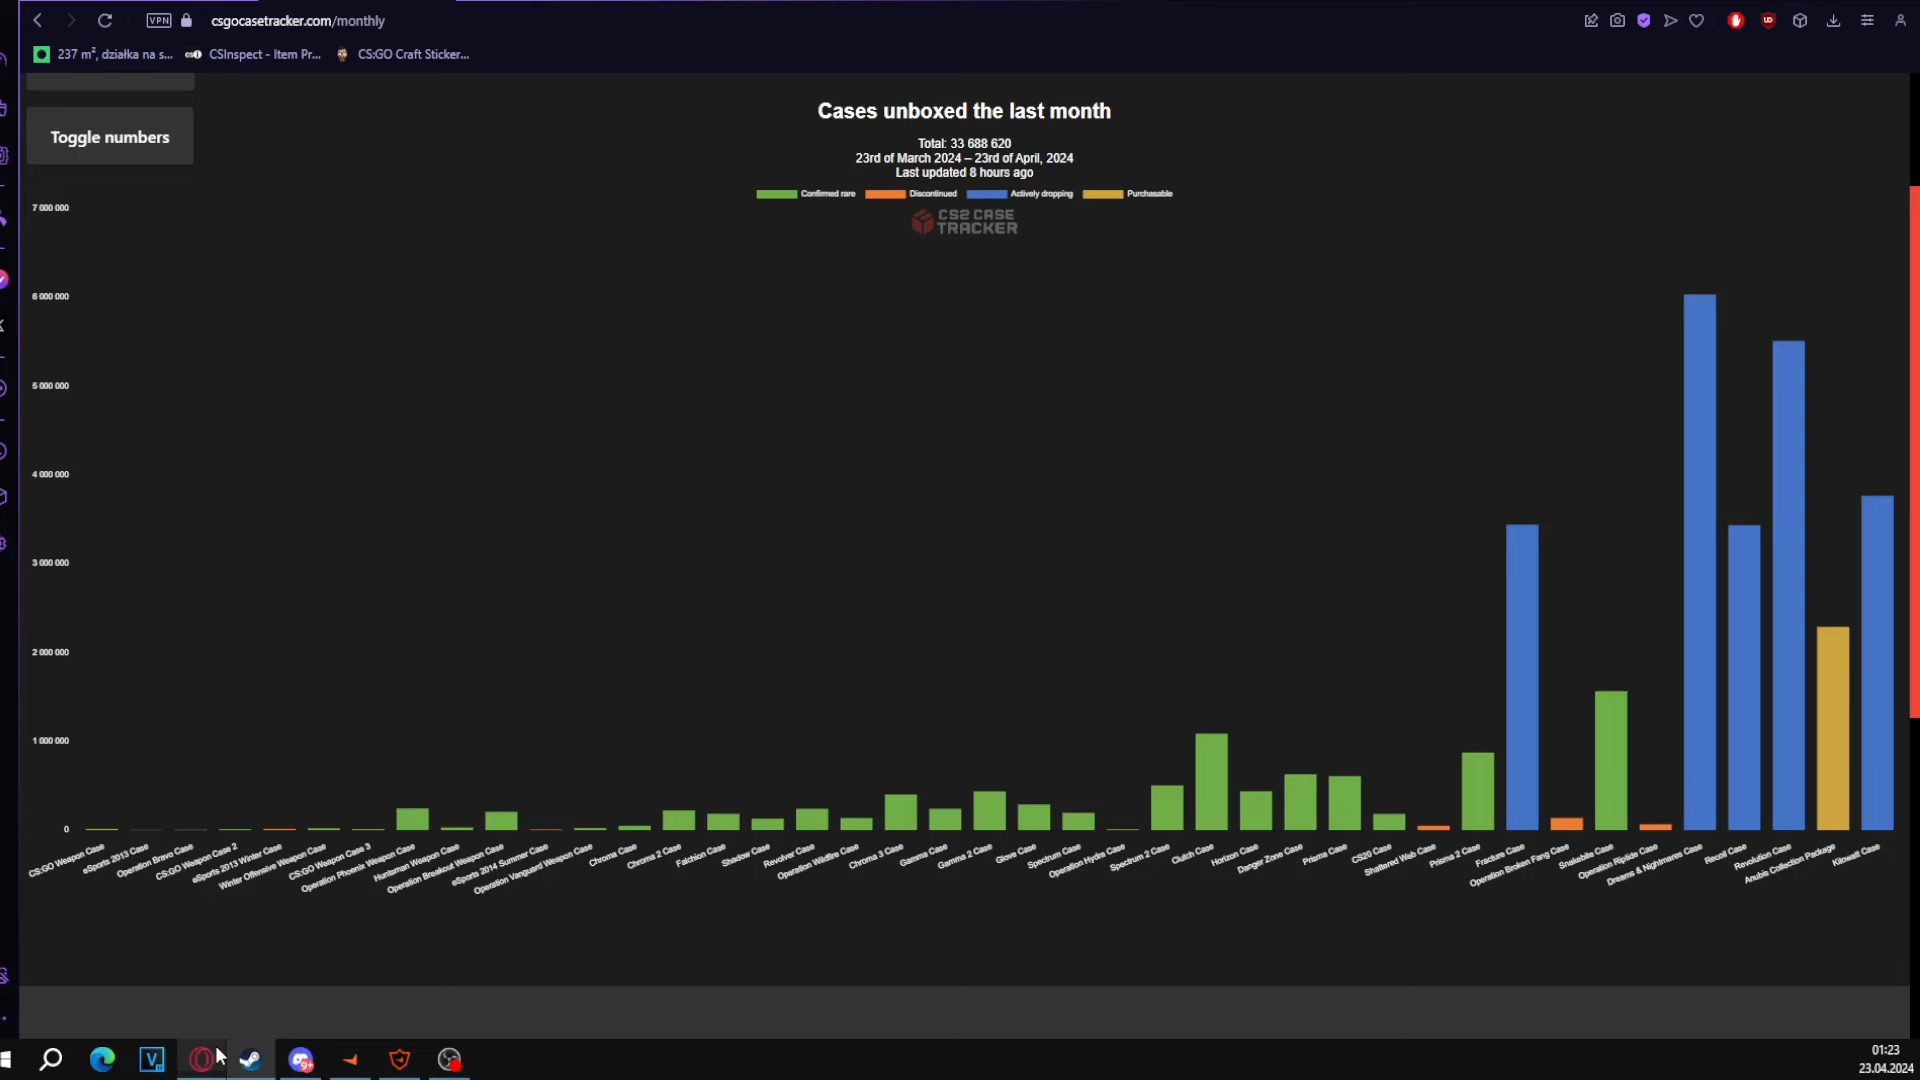 VPN
csgocasetracker.com/monthly
237 m², działka na s...
CSInspect - Item Pr...
CS:GO Craft Sticker...
Toggle numbers
Cases unboxed the last month
Total: 33 688 620
23rd of March 2024 – 23rd of April, 2024
Last updated 8 hours ago
Confirmed rare
Discontinued
Actively dropping
Purchasable
CS2 CASE
TRACKER
7 000 000
6 000 000
5 000 000
4 000 000
3 000 000
2 000 000
1 000 000
0
CS:GO Weapon Case
eSports 2013 Case
Operation Bravo Case
CS:GO Weapon Case 2
eSports 2013 Winter Case
Winter Offensive Weapon Case
CS:GO Weapon Case 3
Operation Phoenix Weapon Case
Huntsman Weapon Case
Operation Breakout Weapon Case
eSports 2014 Summer Case
Operation Vanguard Weapon Case
Chroma Case
Chroma 2 Case
Falchion Case
Shadow Case
Revolver Case
Operation Wildfire Case
Chroma 3 Case
Gamma Case
Gamma 2 Case
Glove Case
Spectrum Case
Operation Hydra Case
Spectrum 2 Case
Clutch Case
Horizon Case
Danger Zone Case
Prisma Case
CS20 Case
Shattered Web Case
Prisma 2 Case
Fracture Case
Operation Broken Fang Case
Snakebite Case
Operation Riptide Case
Dreams & Nightmares Case
Recoil Case
Revolution Case
Anubis Collection Package
Kilowatt Case
V
9+
01:23
23.04.2024